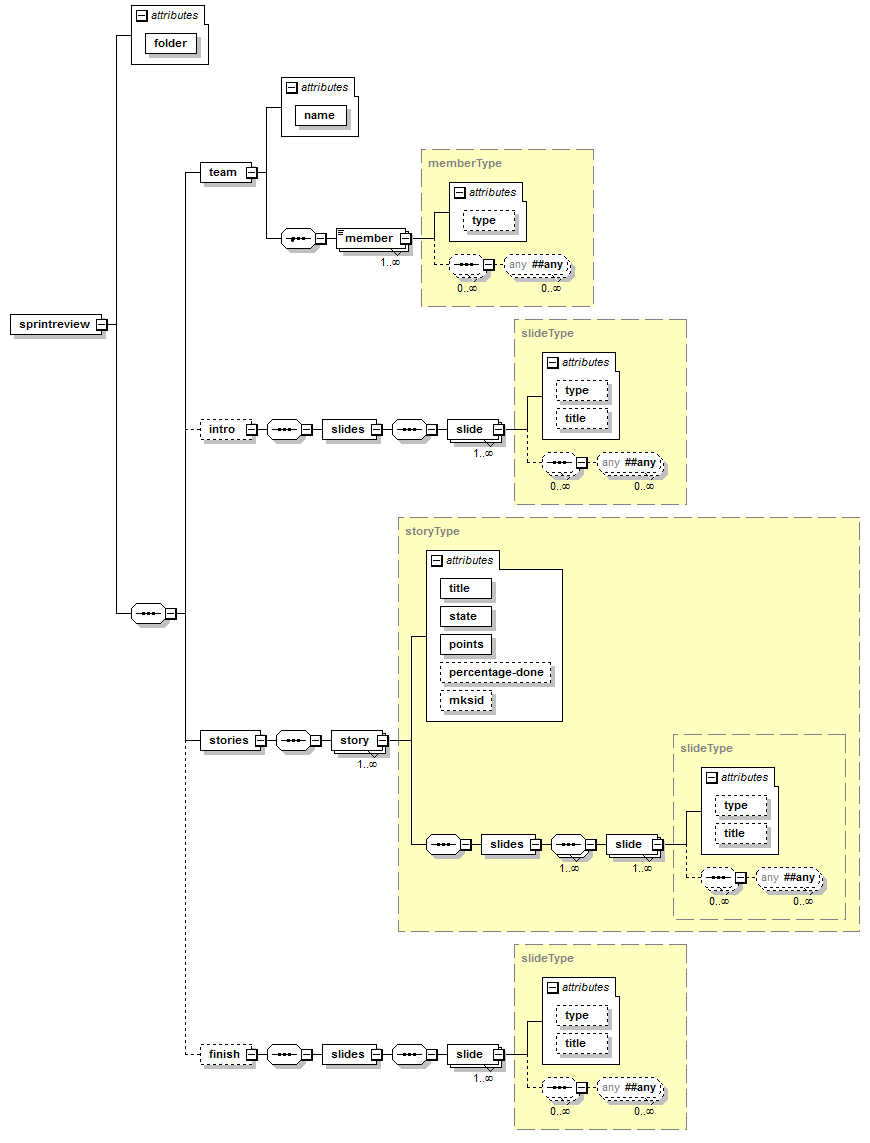 attributes
folder
attributes
name
team
memberType
attributes
type
member
1..∞
any ##any
0..∞
0..∞
sprintreview
slideType
attributes
type
title
intro
slides
slide
1..∞
any ##any
0..∞
0..∞
storyType
attributes
title
state
points
percentage-done
mksid
stories
story
1..∞
slideType
attributes
type
title
slides
slide
1..∞
1..∞
any ##any
0..∞
0..∞
slideType
attributes
type
title
finish
slides
slide
1..∞
any ##any
0..∞
0..∞